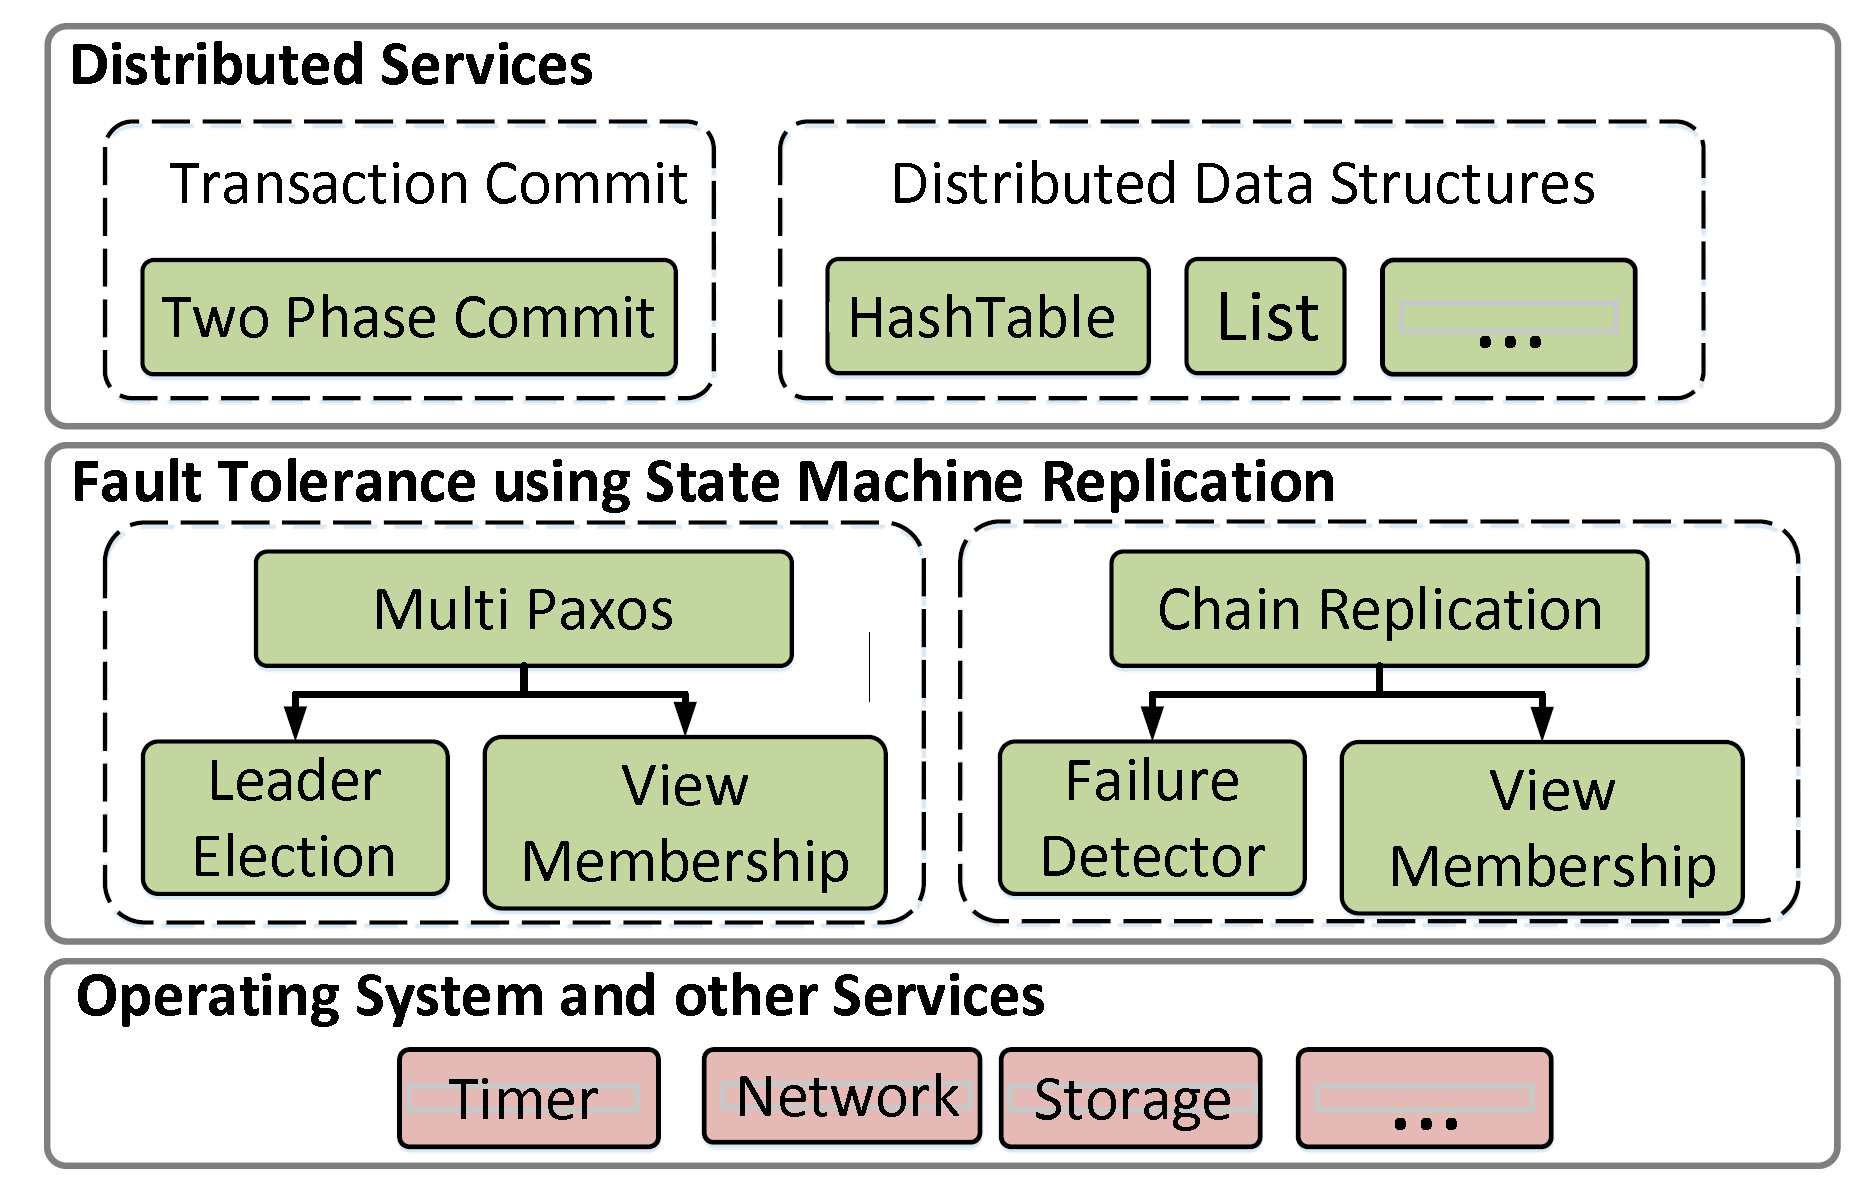 Distributed Services
Transaction Commit
Two Phase Commit
Distributed Data Structures
HashTable
List
...
Fault Tolerance using State Machine Replication
Multi Paxos
Leader
Election
View
Membership
Chain Replication
Failure
Detector
View
Membership
Operating System and other Services
Timer
Network
Storage
...